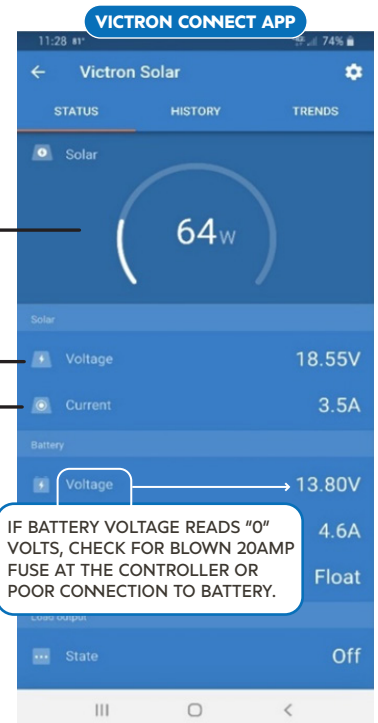 VICTRON CONNECT APP
11:28
74%
Victron Solar
STATUS HISTORY TRENDS
Solar
64W
Solar
Voltage 18.55V
Current 3.5A
Battery
Voltage 13.80V
IF BATTERY VOLTAGE READS "0"
VOLTS, CHECK FOR BLOWN 20AMP
FUSE AT THE CONTROLLER OR
POOR CONNECTION TO BATTERY.
4.6A
Float
Load output
State Off